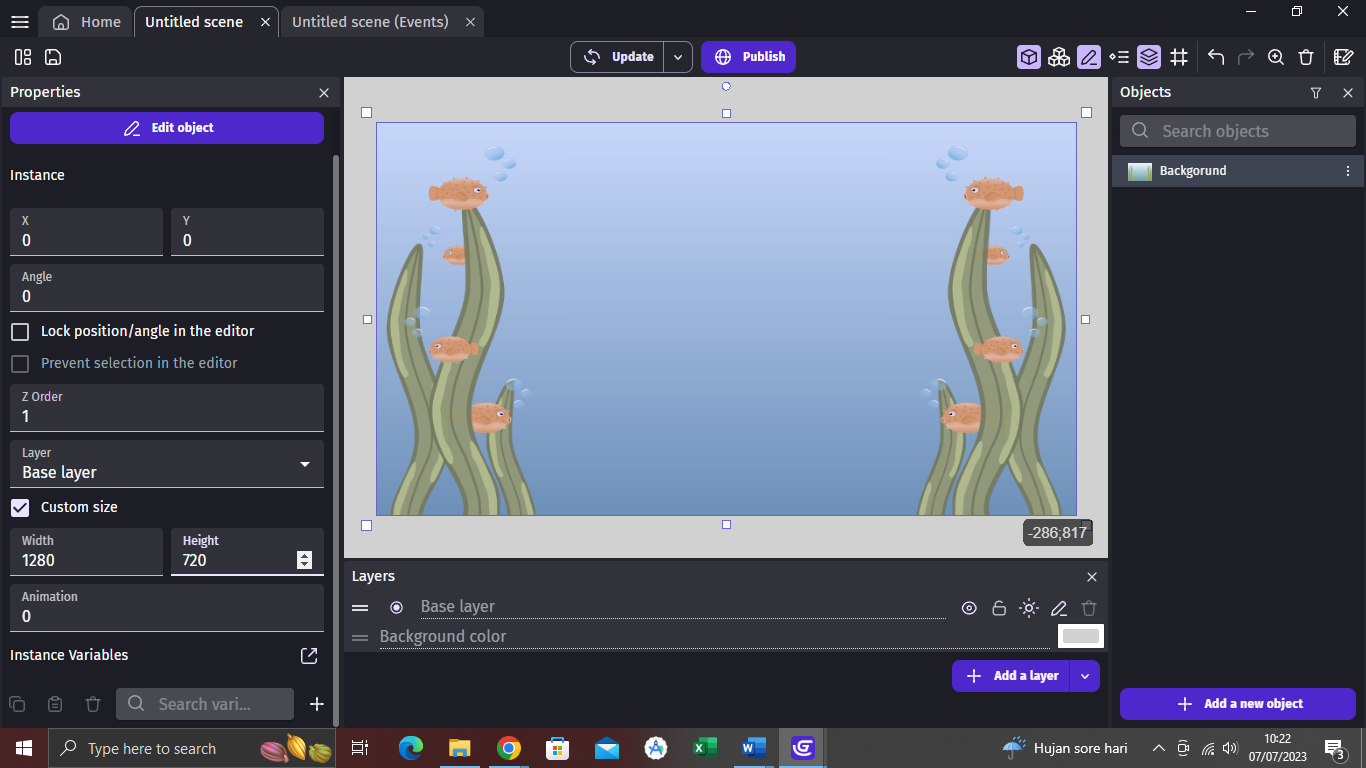 Home
Untitled scene
Untitled scene (Events)
Update
Publish
Properties
Edit object
Instance
X
0
Y
0
Angle
0
Lock position/angle in the editor
Prevent selection in the editor
Z Order
1
Layer
Base layer
Custom size
Width
1280
Height
720
Animation
0
Instance Variables
Search vari...
-286;817
Layers
Base layer
Background color
Add a layer
Objects
Search objects
Backgorund
Add a new object
Type here to search
Hujan sore hari
10:22
07/07/2023
3